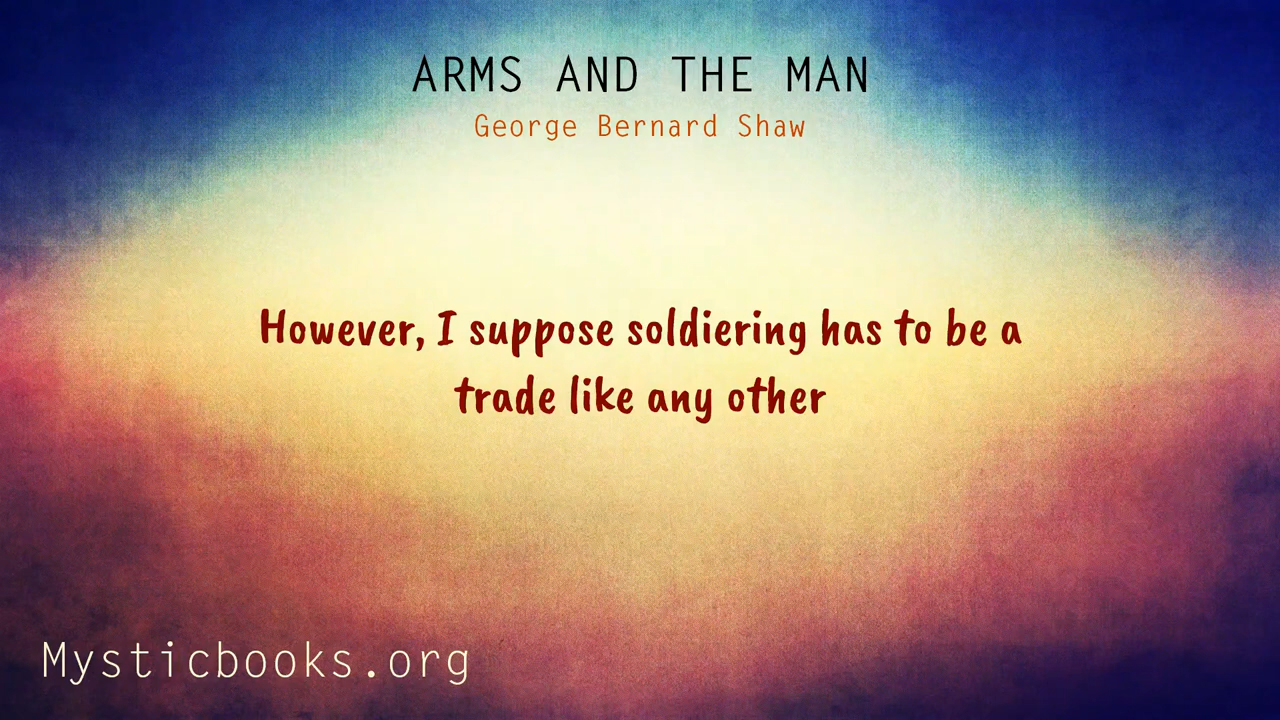 ARMS AND THE MAN
George Bernard Shaw
However, I suppose soldiering has to be a
trade like any other
Mysticbooks.org